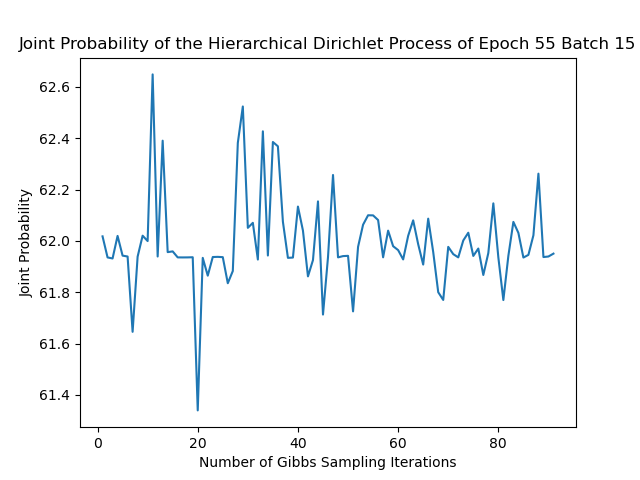 Joint Probability of the Hierarchical Dirichlet Process of Epoch 55 Batch 15
62.6
62.4
62.2
62.0
61.8
61.6
61.4
Joint Probability
0 20 40 60 80
Number of Gibbs Sampling Iterations